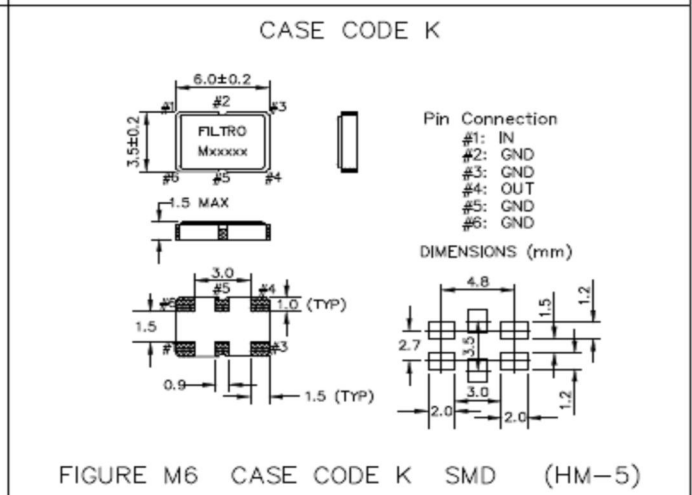 CASE CODE K
6.0±0.2
#1 #2 #3
3.5±0.2
FILTRO
Mxxxxx
#6 #5 #4
1.5 MAX
Pin Connection
#1: IN
#2: GND
#3: GND
#4: OUT
#5: GND
#6: GND
DIMENSIONS (mm)
3.0
#5 #4
1.0 (TYP)
1.5
#3
0.9
1.5 (TYP)
4.8
1.5
1.2
2.7
3.5
3.0
2.0
2.0
1.2
FIGURE M6 CASE CODE K SMD (HM-5)